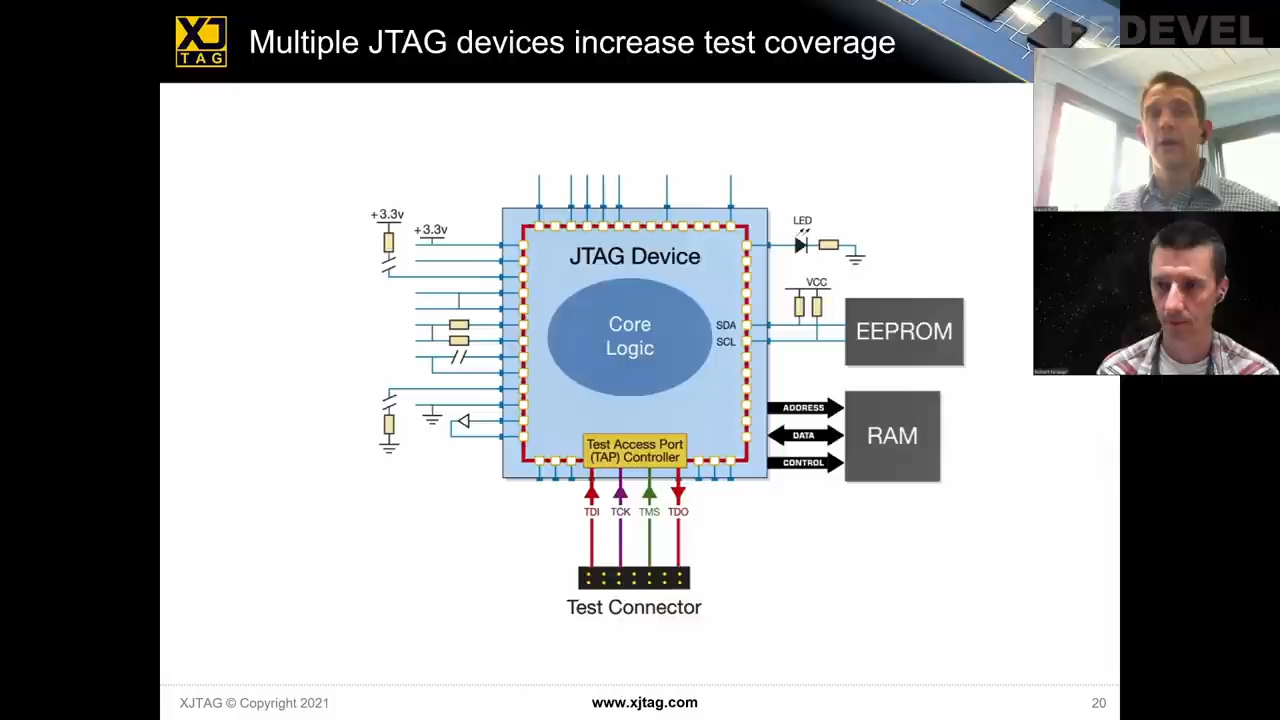 XJ
TAG
Multiple JTAG devices increase test coverage
FEDEVEL
+3.3v
+3.3v
LED
JTAG Device
VCC
Core
Logic
SDA
SCL
EEPROM
ADDRESS
DATA
CONTROL
RAM
Test Access Port
(TAP) Controller
TDI
TCK
TMS
TDO
Test Connector
XJTAG © Copyright 2021
www.xjtag.com
20